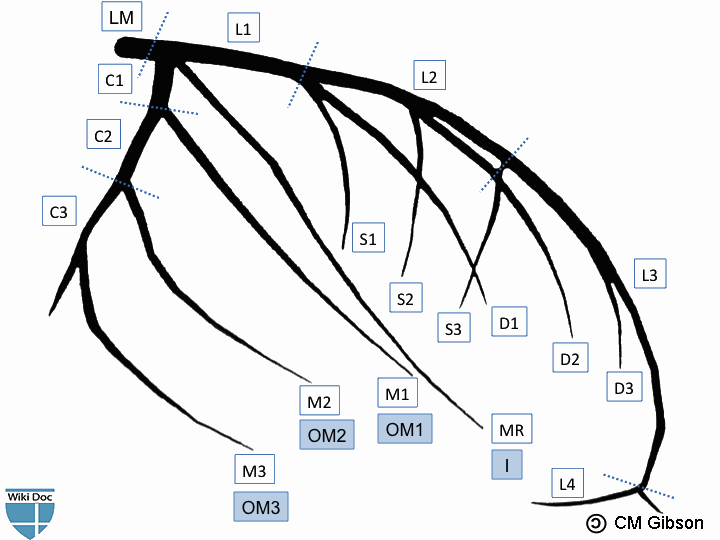 LM
L1
C1
L2
C2
C3
S1
L3
S2
S3
D1
D2
D3
M2
M1
OM2
OM1
MR
M3
I
L4
OM3
Wiki Doc
© CM Gibson